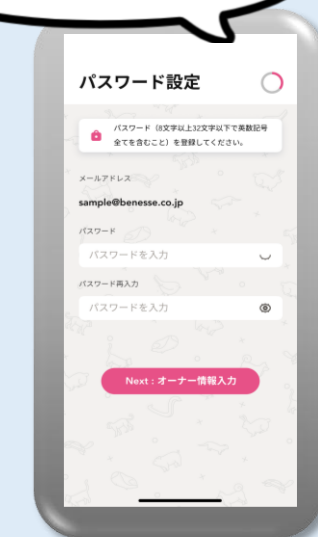 パスワード設定
パスワード（8文字以上32文字以下で英数記号
全てを含むこと）を登録してください。
メールアドレス
sample@benesse.co.jp
パスワード
パスワードを入力
パスワード再入力
パスワードを入力
Next : オーナー情報入力